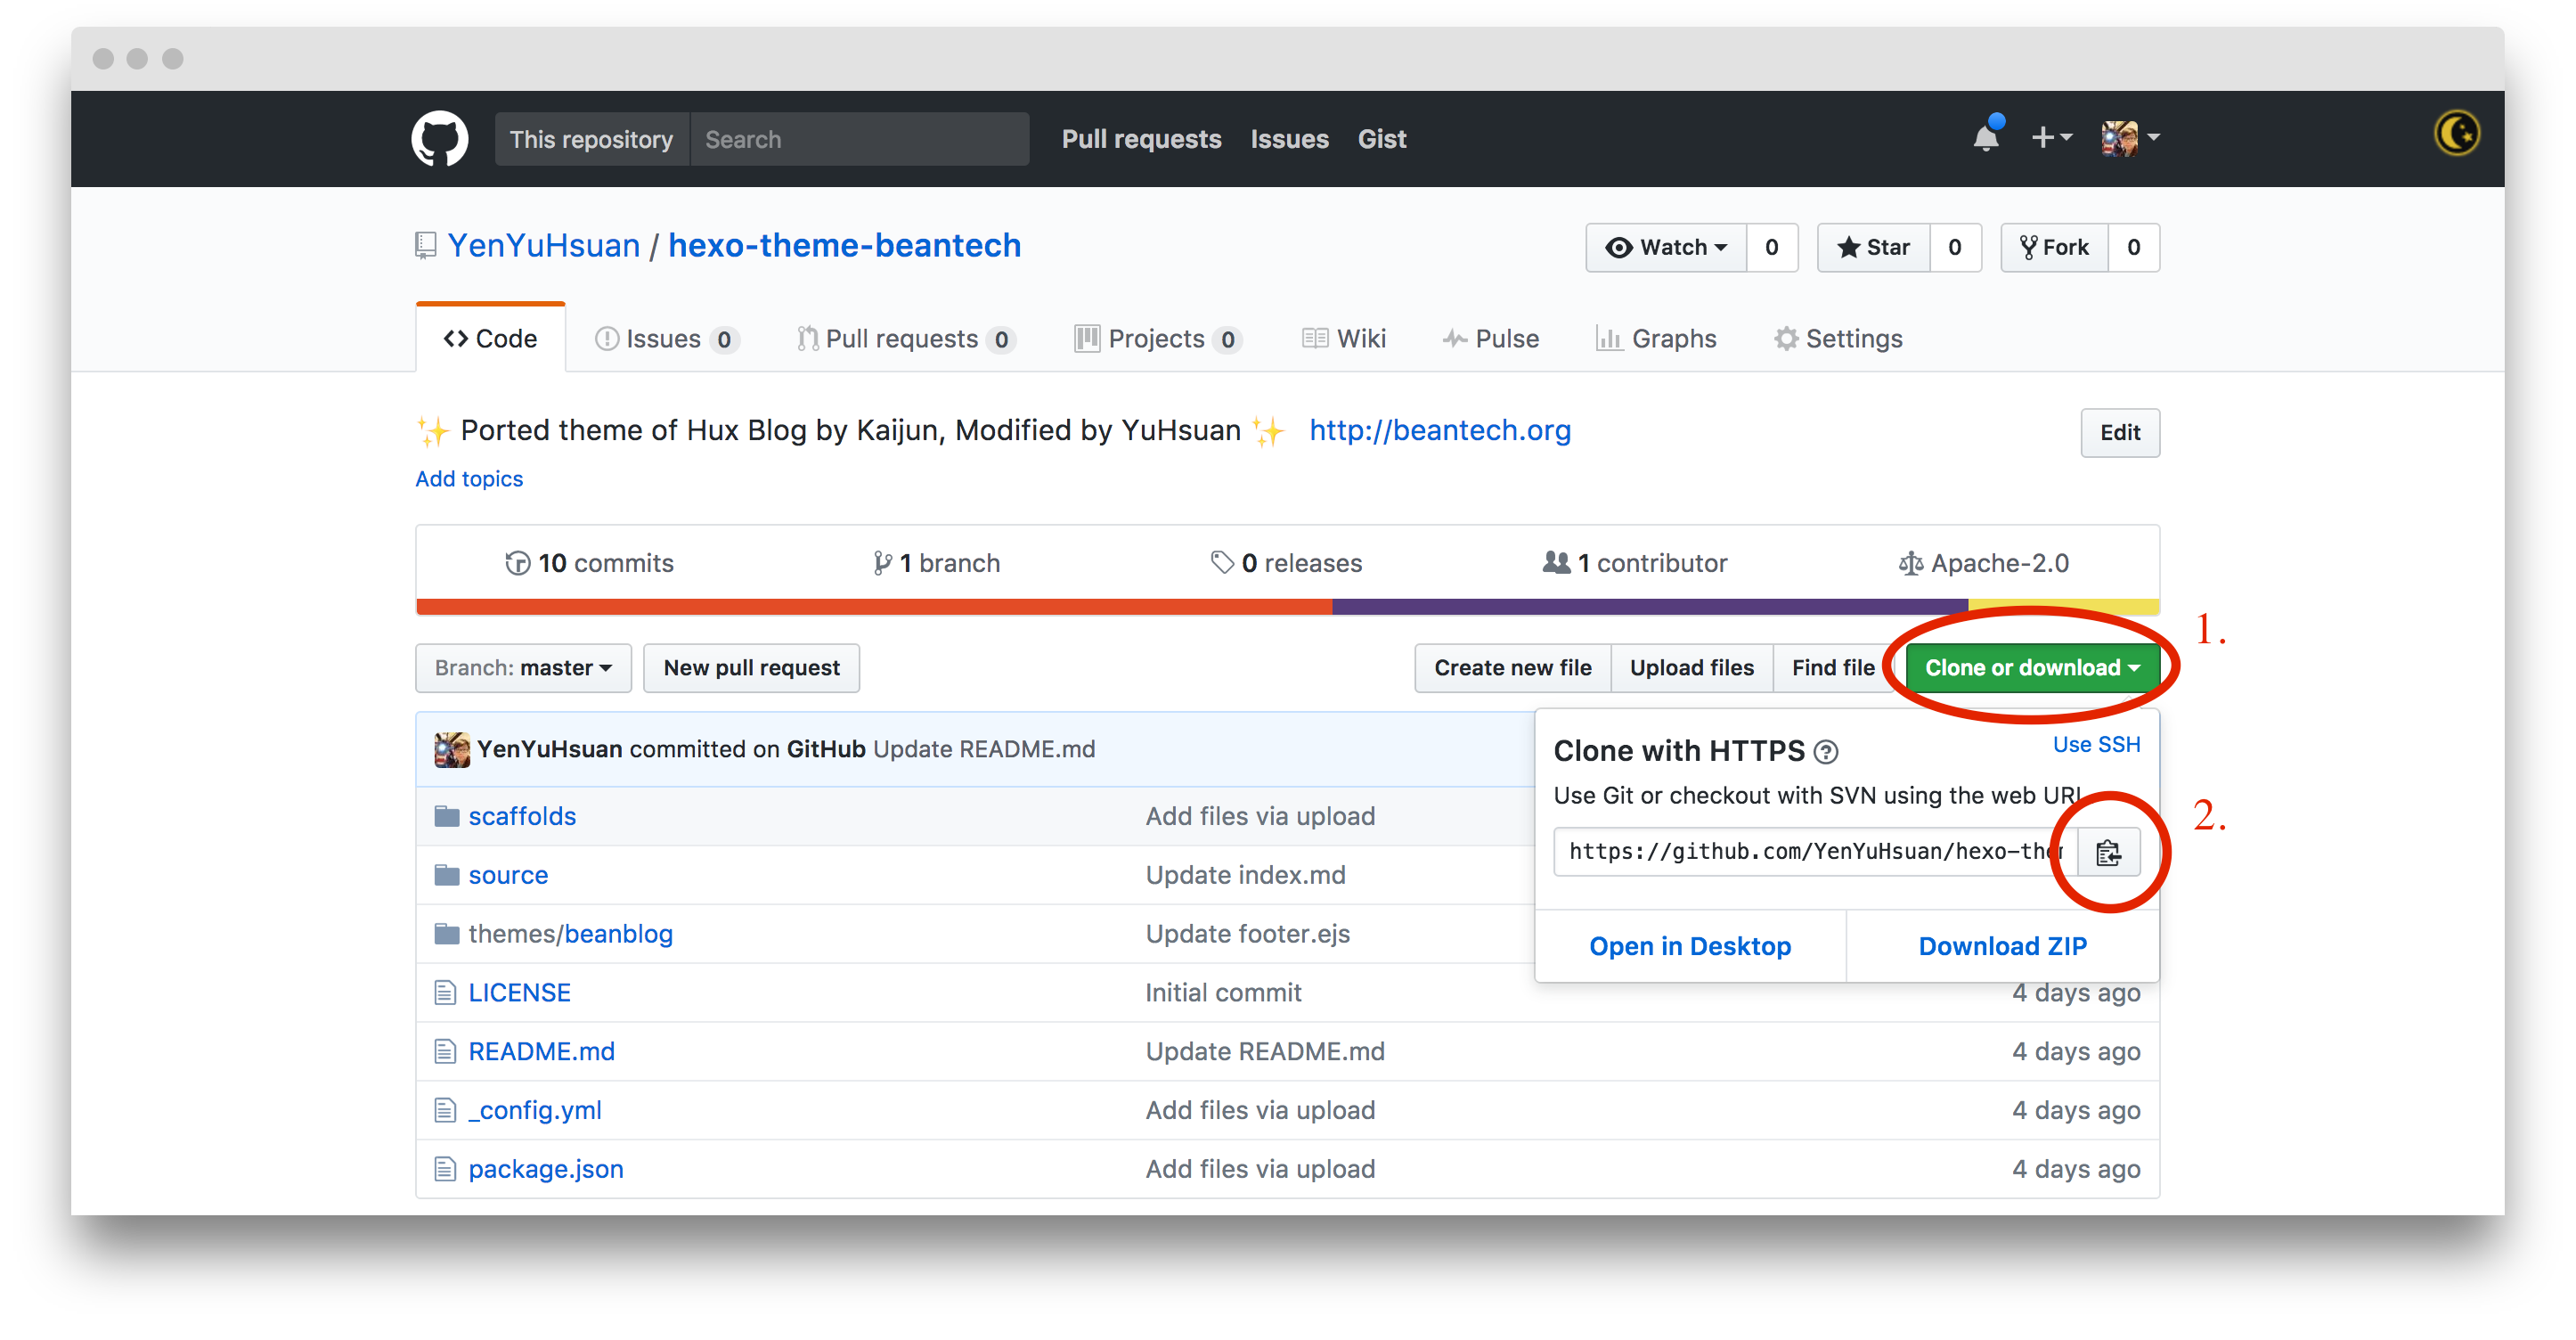 This repository Search Pull requests Issues Gist
YenYuHsuan / hexo-theme-beantech Watch 0 Star 0 Fork 0
Code Issues 0 Pull requests 0 Projects 0 Wiki Pulse Graphs Settings
✨ Ported theme of Hux Blog by Kaijun, Modified by YuHsuan ✨ http://beantech.org Edit
Add topics
10 commits 1 branch 0 releases 1 contributor Apache-2.0
1.
Branch: master New pull request Create new file Upload files Find file Clone or download
YenYuHsuan committed on GitHub Update README.md
Clone with HTTPS Use SSH
Use Git or checkout with SVN using the web URL
2.
https://github.com/YenYuHsuan/hexo-ther
Open in Desktop Download ZIP
scaffolds Add files via upload
source Update index.md
themes/beanblog Update footer.ejs
LICENSE Initial commit 4 days ago
README.md Update README.md 4 days ago
_config.yml Add files via upload 4 days ago
package.json Add files via upload 4 days ago